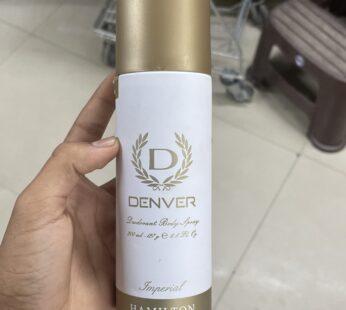 D
DENVER
Deodorant Body Spray
Imperial
HAMILTON